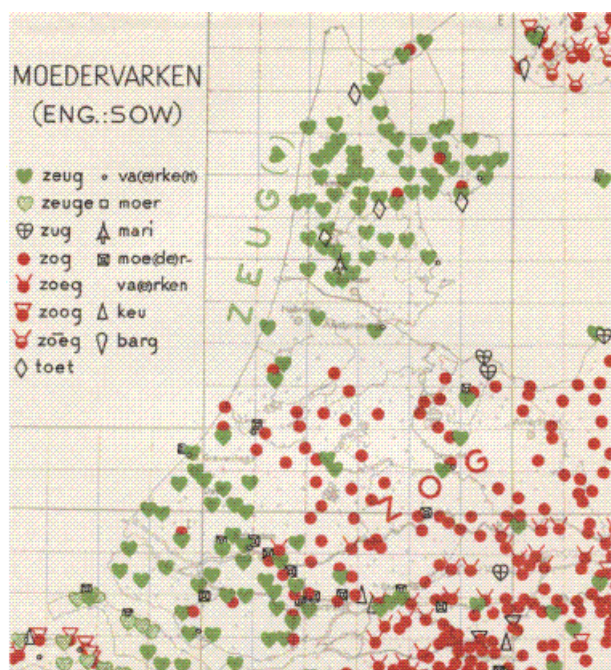 MOEDERVARKEN
(ENG.:SOW)
zeug va(e)rke(n)
zeuge moer
zug mari
zog moe(de)r-
zoeg va(e)rken
zoog keu
zoēg barg
toet
ZEUG(♥)
ZOG
E